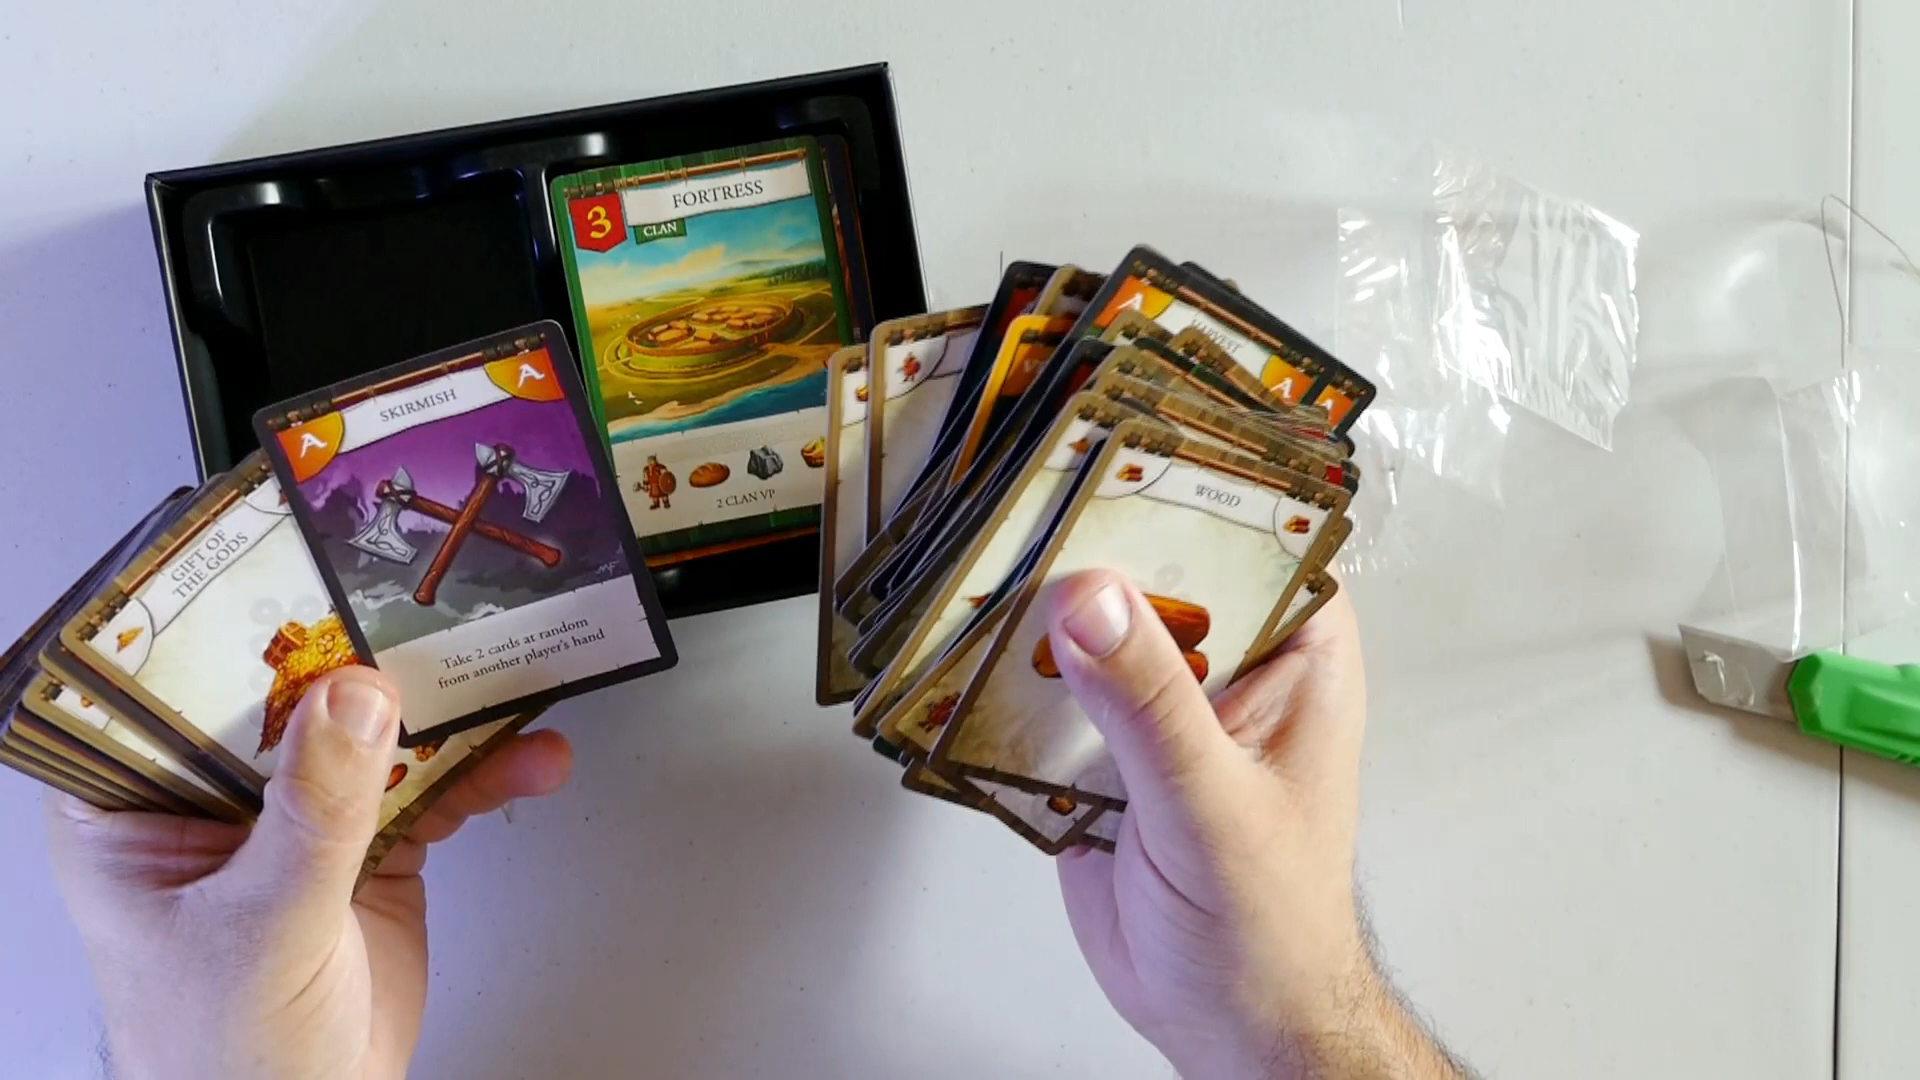 3
FORTRESS
CLAN
2 CLAN VP
A
SKIRMISH
A
MF
Take 2 cards at random
from another player's hand
GIFT OF
THE GODS
A
HARVEST
A
A
WOOD